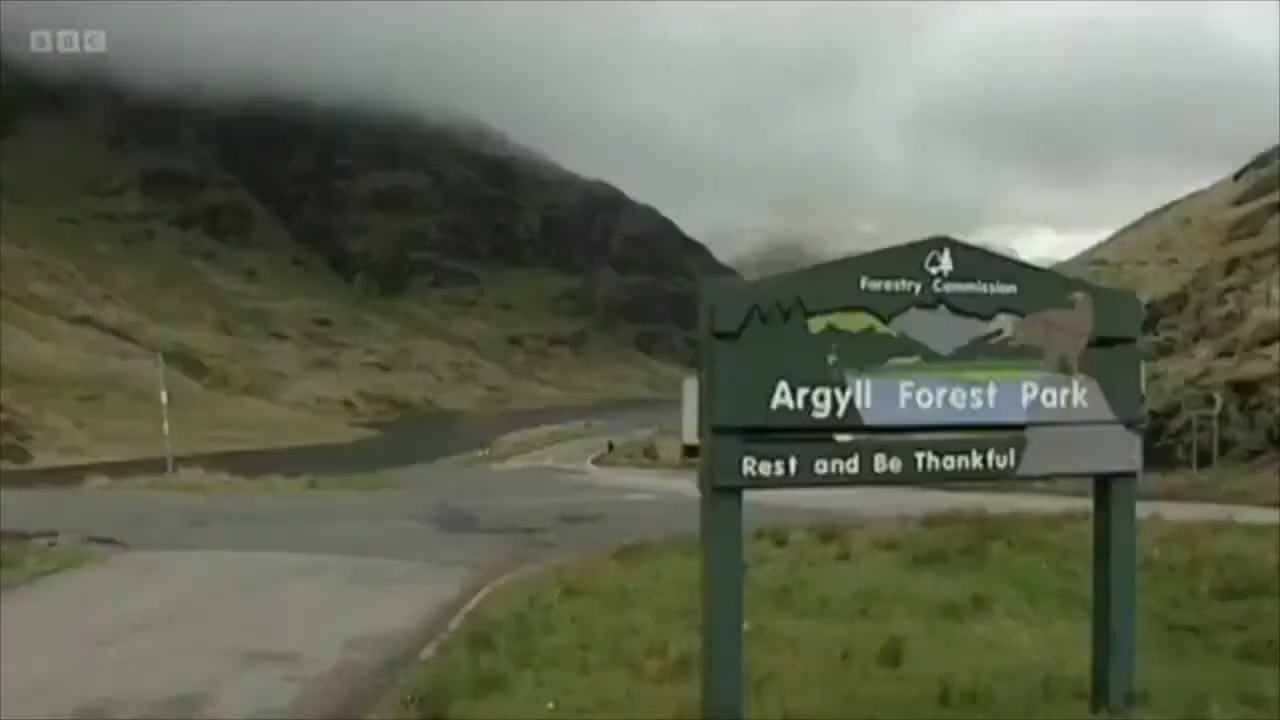 BBC
Forestry Commission
Argyll Forest Park
Rest and Be Thankful